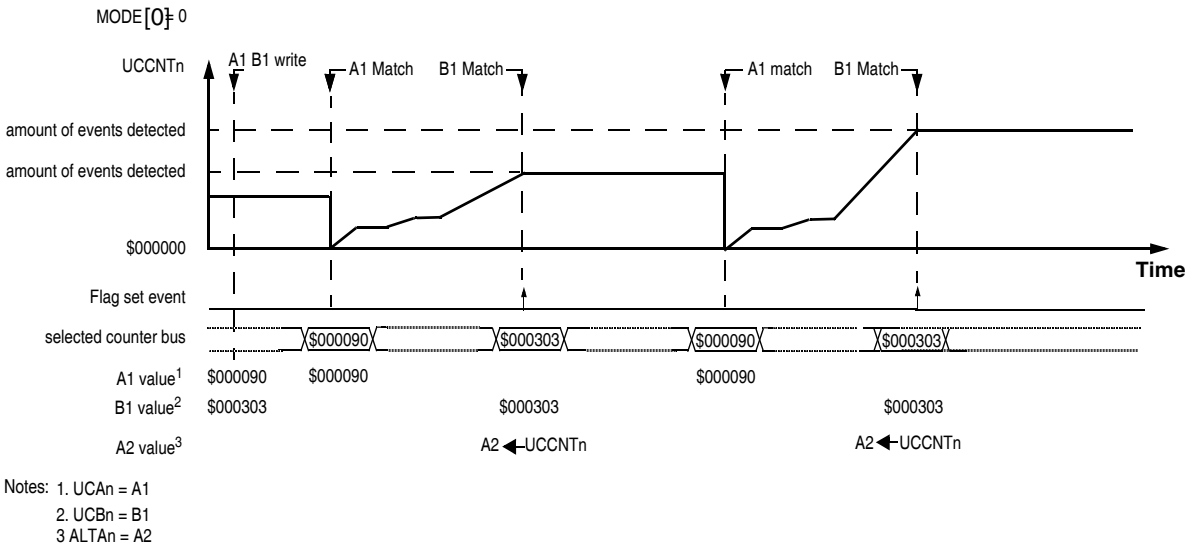 MODE[0]= 0
UCCNTn
A1 B1 write
A1 Match
B1 Match
A1 match
B1 Match
amount of events detected
amount of events detected
$000000
Time
Flag set event
selected counter bus
$000090
$000303
$000090
$000303
A1 value1
$000090
$000090
$000090
B1 value2
$000303
$000303
$000303
A2 value3
A2
UCCNTn
A2
UCCNTn
Notes: 1. UCAn = A1
2. UCBn = B1
3 ALTAn = A2